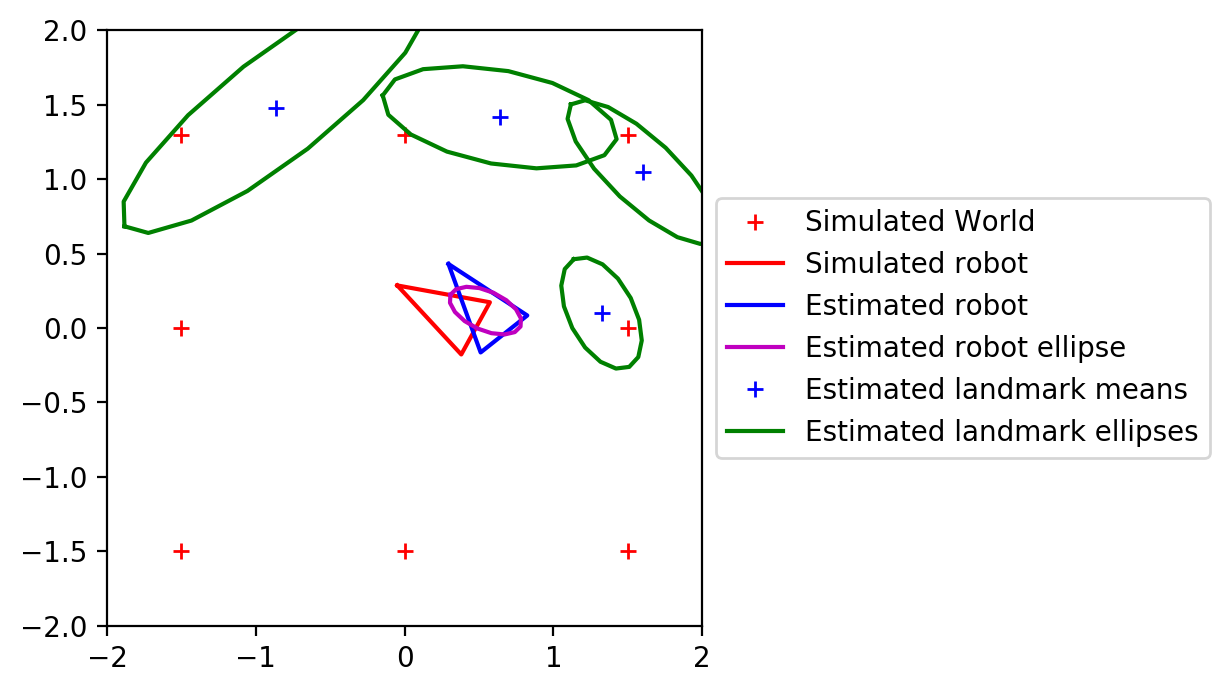 2.0
1.5
1.0
0.5
0.0
−0.5
−1.0
−1.5
−2.0
−2
−1
0
1
2
Simulated World
Simulated robot
Estimated robot
Estimated robot ellipse
Estimated landmark means
Estimated landmark ellipses